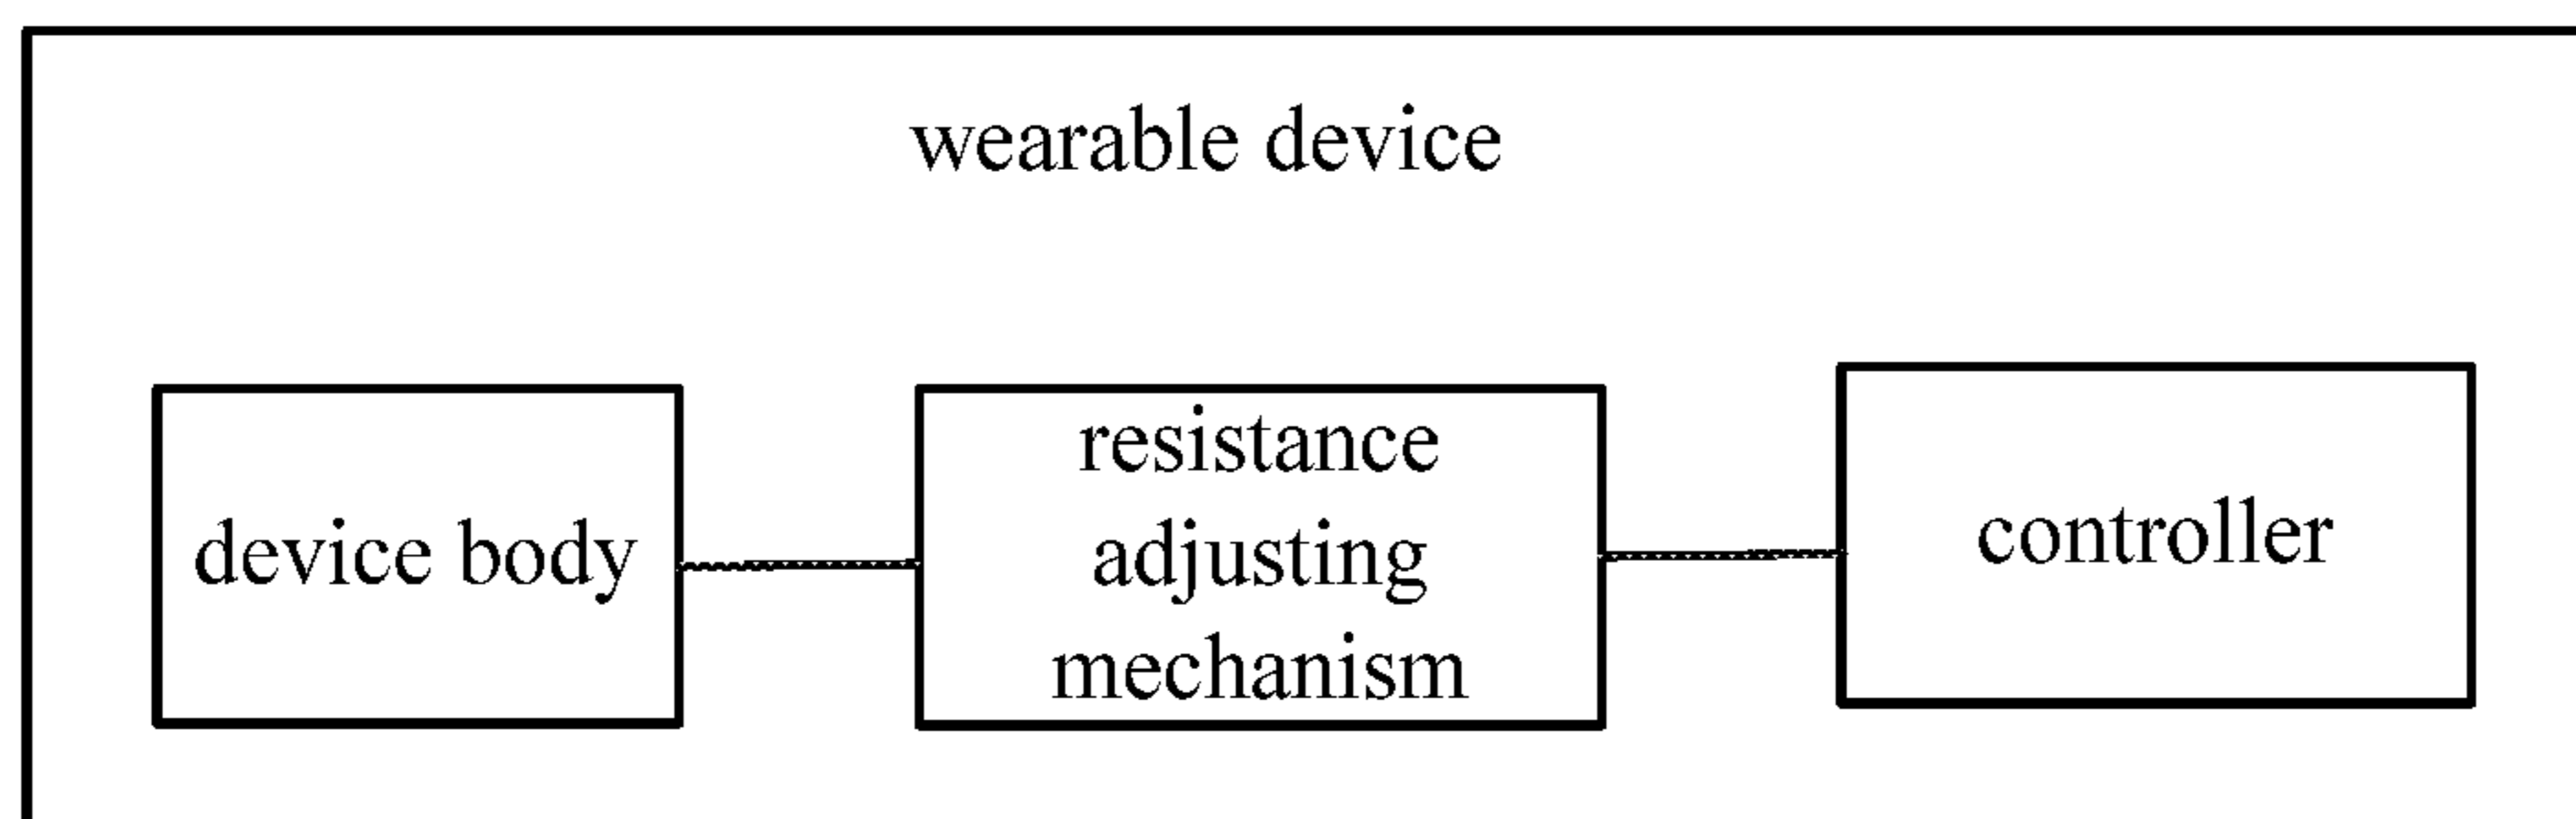 wearable device
device body
resistance
adjusting
mechanism
controller